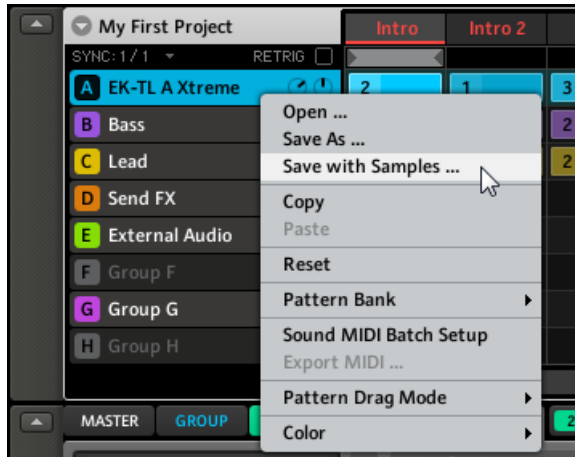 My First Project
Intro
Intro 2
SYNC: 1 / 1
RETRIG
A EK-TL A Xtreme
2
1
3
B Bass
2
C Lead
2
D Send FX
E External Audio
F Group F
G Group G
H Group H
Open ...
Save As ...
Save with Samples ...
Copy
Paste
Reset
Pattern Bank
Sound MIDI Batch Setup
Export MIDI ...
Pattern Drag Mode
Color
MASTER
GROUP
2